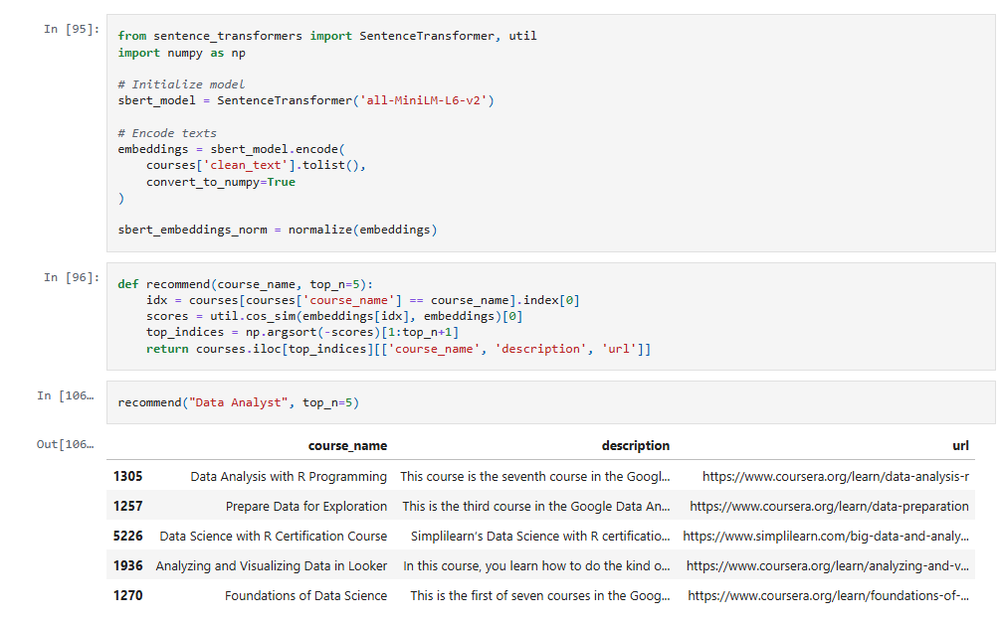 In [95]:
from sentence_transformers import SentenceTransformer, util
import numpy as np
# Initialize model
sbert_model = SentenceTransformer('all-MiniLM-L6-v2')
# Encode texts
embeddings = sbert_model.encode(
    courses['clean_text'].tolist(),
    convert_to_numpy=True
)
sbert_embeddings_norm = normalize(embeddings)
In [96]:
def recommend(course_name, top_n=5):
    idx = courses[courses['course_name'] == course_name].index[0]
    scores = util.cos_sim(embeddings[idx], embeddings)[0]
    top_indices = np.argsort(-scores)[1:top_n+1]
    return courses.iloc[top_indices][['course_name', 'description', 'url']]
In [106…
recommend("Data Analyst", top_n=5)
Out[106…
course_name description url
1305 Data Analysis with R Programming This course is the seventh course in the Googl... https://www.coursera.org/learn/data-analysis-r
1257 Prepare Data for Exploration This is the third course in the Google Data An... https://www.coursera.org/learn/data-preparation
5226 Data Science with R Certification Course Simplilearn's Data Science with R certificatio... https://www.simplilearn.com/big-data-and-analy...
1936 Analyzing and Visualizing Data in Looker In this course, you learn how to do the kind o... https://www.coursera.org/learn/analyzing-and-v...
1270 Foundations of Data Science This is the first of seven courses in the Goog... https://www.coursera.org/learn/foundations-of-...